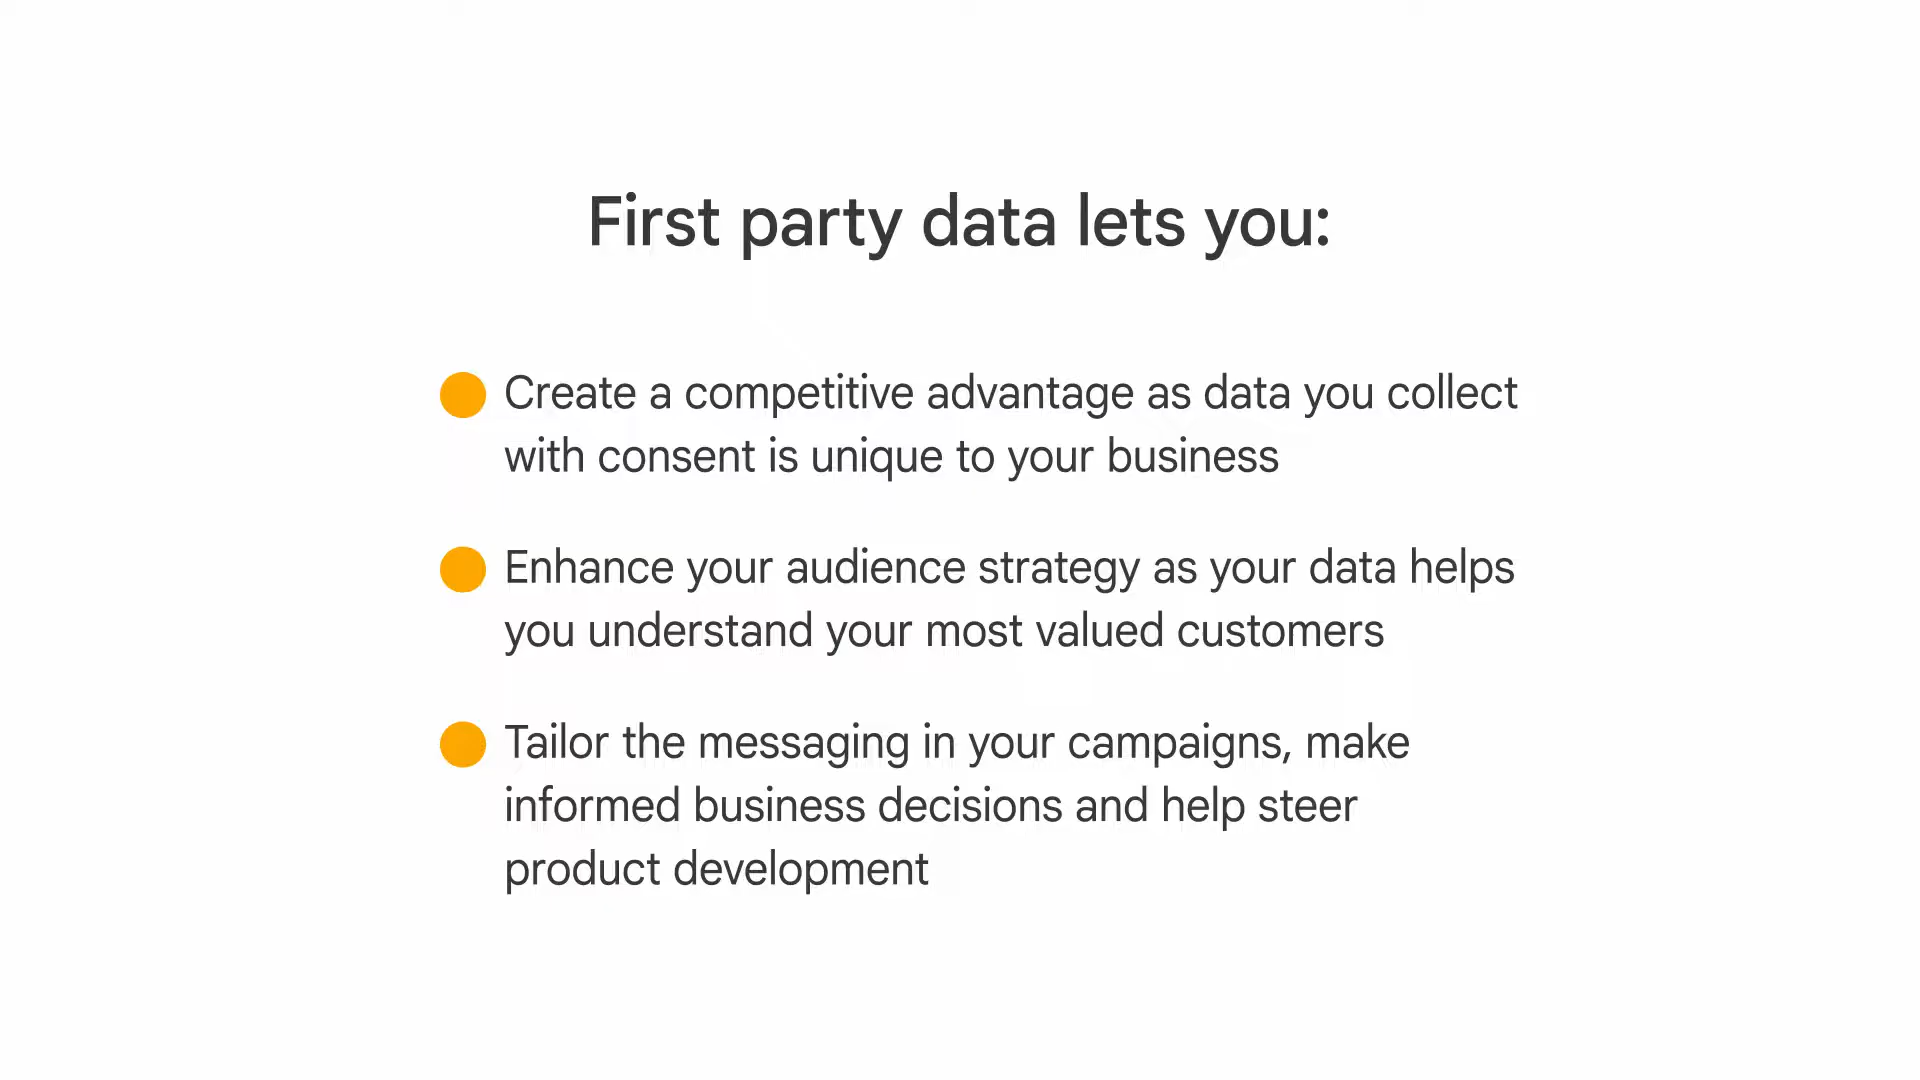 First party data lets you:
Create a competitive advantage as data you collect
with consent is unique to your business
Enhance your audience strategy as your data helps
you understand your most valued customers
Tailor the messaging in your campaigns, make
informed business decisions and help steer
product development